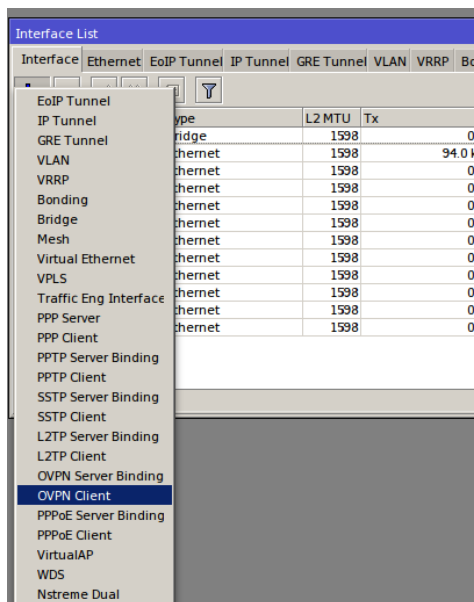 Interface List
Interface Ethernet EoIP Tunnel IP Tunnel GRE Tunnel VLAN VRRP
L2 MTU Tx
1598 0
1598 94.0
1598 0
1598 0
1598 0
1598 0
1598 0
1598 0
1598 0
1598 0
1598 0
1598 0
EoIP Tunnel
IP Tunnel
GRE Tunnel
VLAN
VRRP
Bonding
Bridge
Mesh
Virtual Ethernet
VPLS
Traffic Eng Interface
PPP Server
PPP Client
PPTP Server Binding
PPTP Client
SSTP Server Binding
SSTP Client
L2TP Server Binding
L2TP Client
OVPN Server Binding
OVPN Client
PPPoE Server Binding
PPPoE Client
VirtualAP
WDS
Nstreme Dual